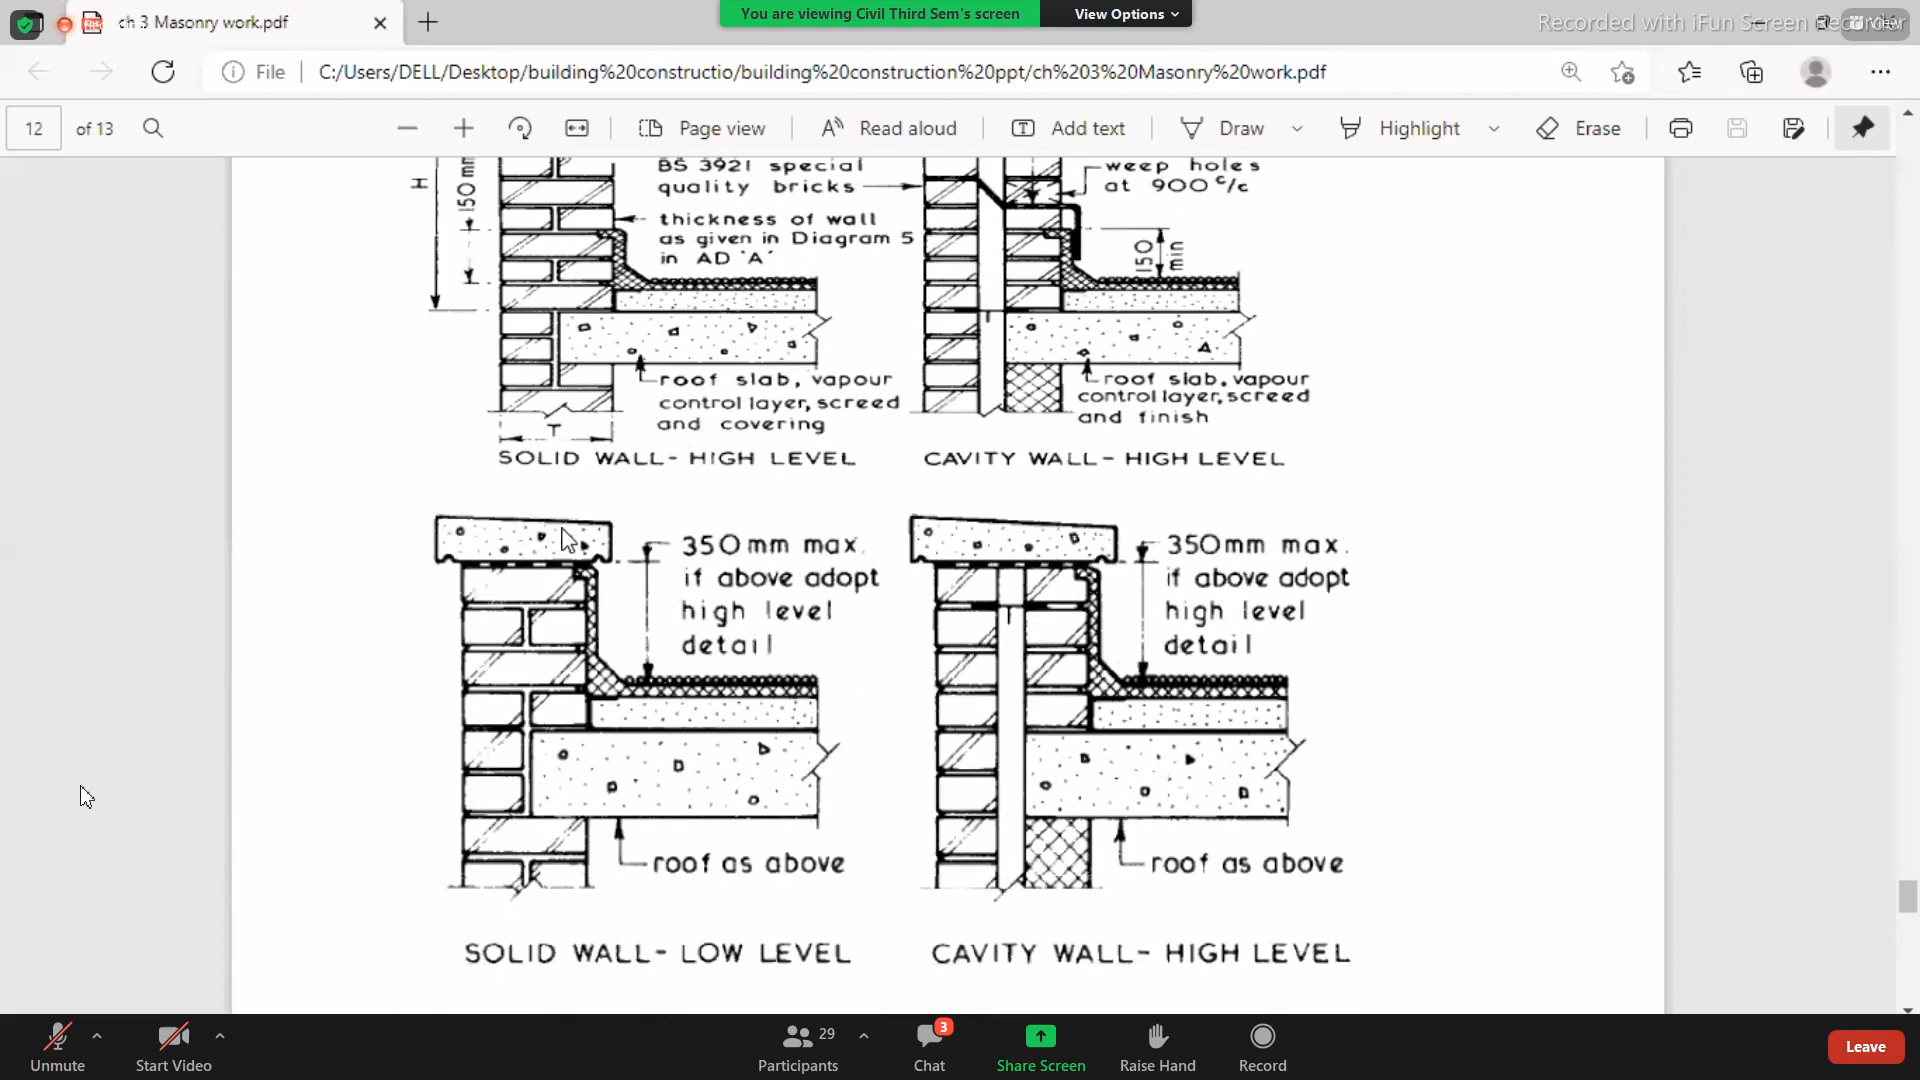 ch 3 Masonry work.pdf
You are viewing Civil Third Sem's screen
View Options
Recorded with iFun Screen Recorder
View
File
C:/Users/DELL/Desktop/building%20constructio/building%20construction%20ppt/ch%203%20Masonry%20work.pdf
12 of 13
Page view
Read aloud
Add text
Draw
Highlight
Erase
H
150 mm
BS 3921 special
quality bricks
thickness of wall
as given in Diagram 5
in AD 'A'
roof slab, vapour
control layer, screed
and covering
T
SOLID WALL- HIGH LEVEL
weep holes
at 900 c/c
150
min
roof slab, vapour
control layer, screed
and finish
CAVITY WALL- HIGH LEVEL
350mm max.
if above adopt
high level
detail
roof as above
SOLID WALL- LOW LEVEL
350mm max.
if above adopt
high level
detail
roof as above
CAVITY WALL- HIGH LEVEL
Unmute
Start Video
29
Participants
3
Chat
Share Screen
Raise Hand
Record
Leave